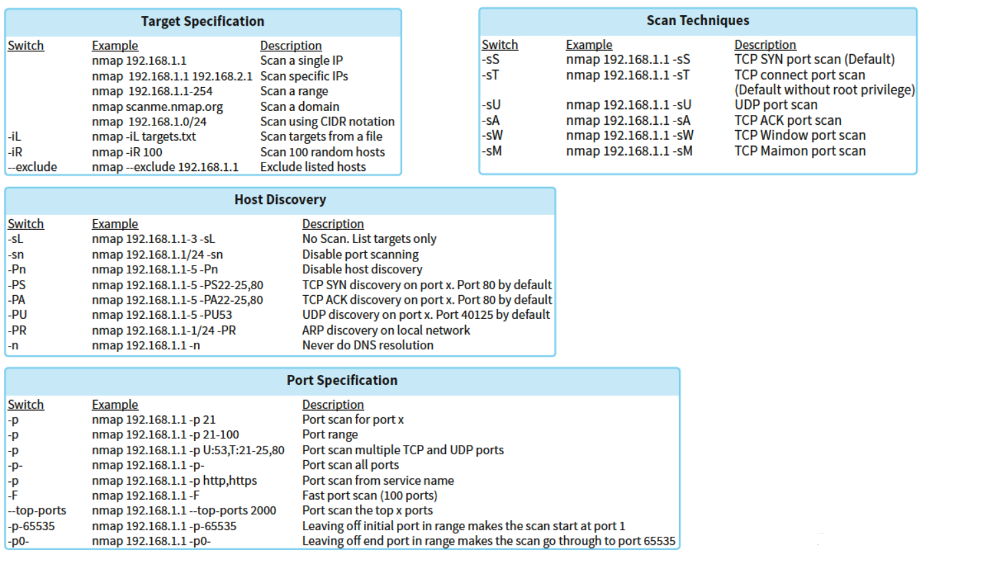 Target Specification
Switch Example Description
nmap 192.168.1.1 Scan a single IP
nmap 192.168.1.1 192.168.2.1 Scan specific IPs
nmap 192.168.1.1-254 Scan a range
nmap scanme.nmap.org Scan a domain
nmap 192.168.1.0/24 Scan using CIDR notation
-iL nmap -iL targets.txt Scan targets from a file
-iR nmap -iR 100 Scan 100 random hosts
--exclude nmap --exclude 192.168.1.1 Exclude listed hosts
Scan Techniques
Switch Example Description
-sS nmap 192.168.1.1 -sS TCP SYN port scan (Default)
-sT nmap 192.168.1.1 -sT TCP connect port scan
(Default without root privilege)
-sU nmap 192.168.1.1 -sU UDP port scan
-sA nmap 192.168.1.1 -sA TCP ACK port scan
-sW nmap 192.168.1.1 -sW TCP Window port scan
-sM nmap 192.168.1.1 -sM TCP Maimon port scan
Host Discovery
Switch Example Description
-sL nmap 192.168.1.1-3 -sL No Scan. List targets only
-sn nmap 192.168.1.1/24 -sn Disable port scanning
-Pn nmap 192.168.1.1-5 -Pn Disable host discovery
-PS nmap 192.168.1.1-5 -PS22-25,80 TCP SYN discovery on port x. Port 80 by default
-PA nmap 192.168.1.1-5 -PA22-25,80 TCP ACK discovery on port x. Port 80 by default
-PU nmap 192.168.1.1-5 -PU53 UDP discovery on port x. Port 40125 by default
-PR nmap 192.168.1.1-1/24 -PR ARP discovery on local network
-n nmap 192.168.1.1 -n Never do DNS resolution
Port Specification
Switch Example Description
-p nmap 192.168.1.1 -p 21 Port scan for port x
-p nmap 192.168.1.1 -p 21-100 Port range
-p nmap 192.168.1.1 -p U:53,T:21-25,80 Port scan multiple TCP and UDP ports
-p- nmap 192.168.1.1 -p- Port scan all ports
-p nmap 192.168.1.1 -p http,https Port scan from service name
-F nmap 192.168.1.1 -F Fast port scan (100 ports)
--top-ports nmap 192.168.1.1 --top-ports 2000 Port scan the top x ports
-p-65535 nmap 192.168.1.1 -p-65535 Leaving off initial port in range makes the scan start at port 1
-p0- nmap 192.168.1.1 -p0- Leaving off end port in range makes the scan go through to port 65535